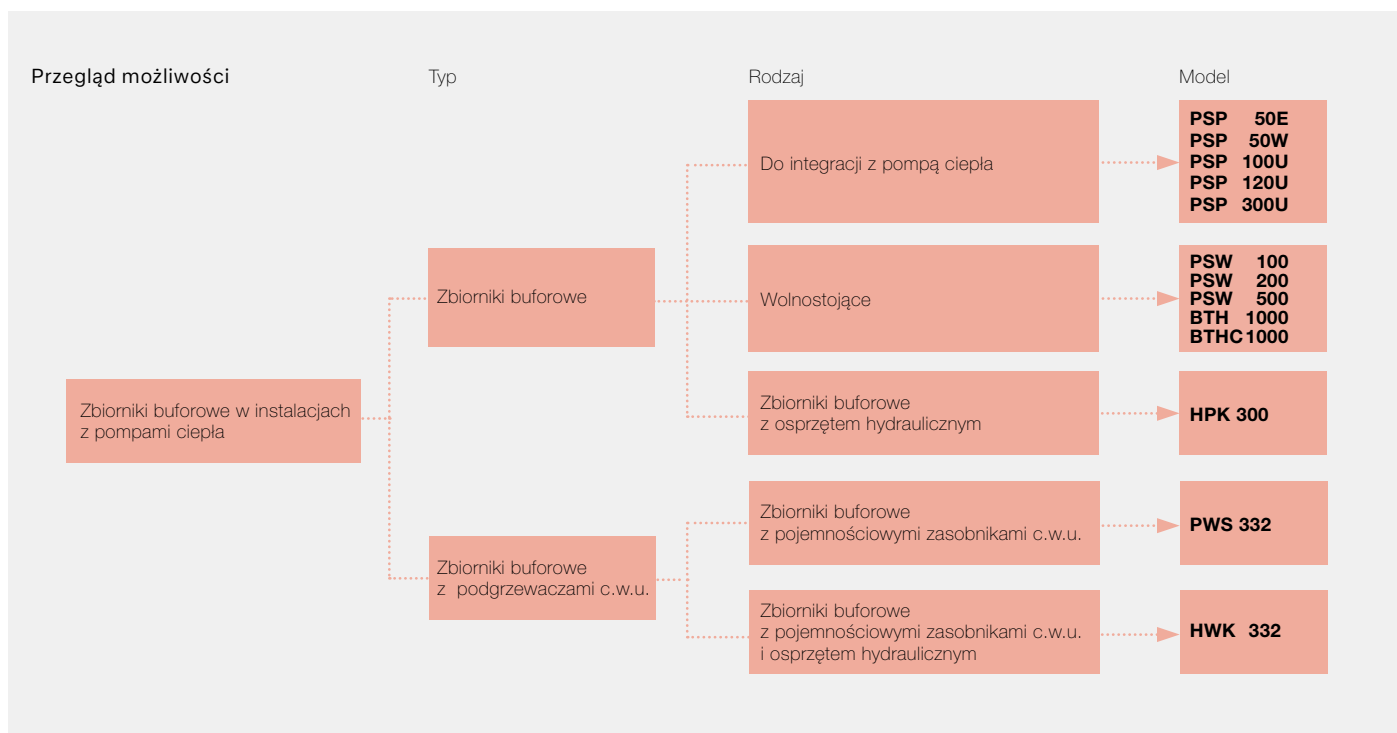 Przegląd możliwości
Typ
Rodzaj
Model
Zbiorniki buforowe w instalacjach
z pompami ciepła
Zbiorniki buforowe
Do integracji z pompą ciepła
PSP 50E
PSP 50W
PSP 100U
PSP 120U
PSP 300U
Wolnostojące
PSW 100
PSW 200
PSW 500
BTH 1000
BTHC 1000
Zbiorniki buforowe
z osprzętem hydraulicznym
HPK 300
Zbiorniki buforowe
z podgrzewaczami c.w.u.
Zbiorniki buforowe
z pojemnościowymi zasobnikami c.w.u.
PWS 332
Zbiorniki buforowe
z pojemnościowymi zasobnikami c.w.u.
i osprzętem hydraulicznym
HWK 332